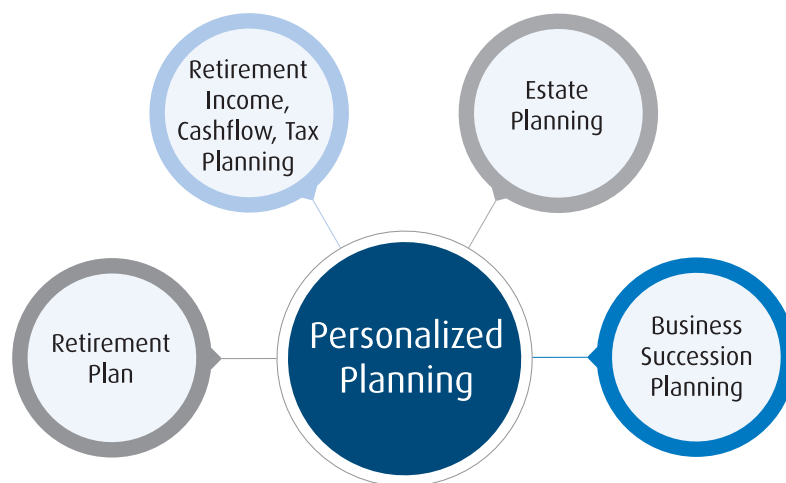 Retirement
Income,
Cashflow, Tax
Planning
Estate
Planning
Retirement
Plan
Personalized
Planning
Business
Succession
Planning